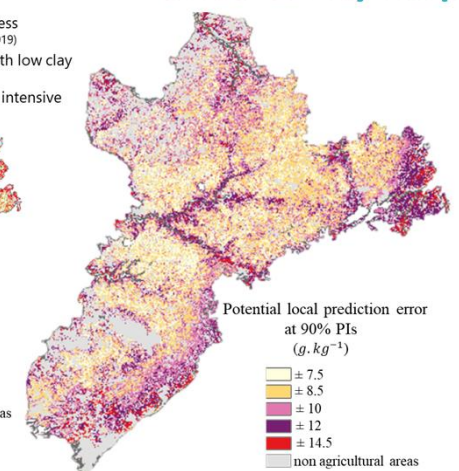 ess
019)
th low clay
intensive
Potential local prediction error
at 90% PIs
(g.kg⁻¹)
± 7.5
± 8.5
± 10
± 12
± 14.5
non agricultural areas
as